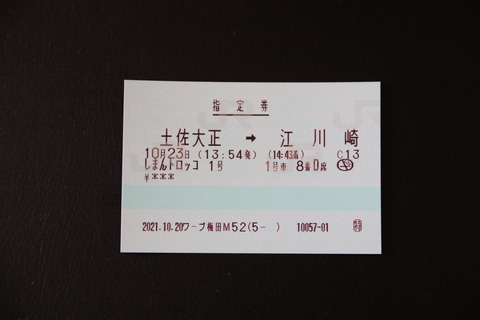 指定券
土佐大正 → 江川崎
10月23日 (13:54発) (14:43着) C13
しまんトロッコ 1号 1号車 8番D席
¥***
2021.10.20ワープ梅田M52(5- ) 10057-01